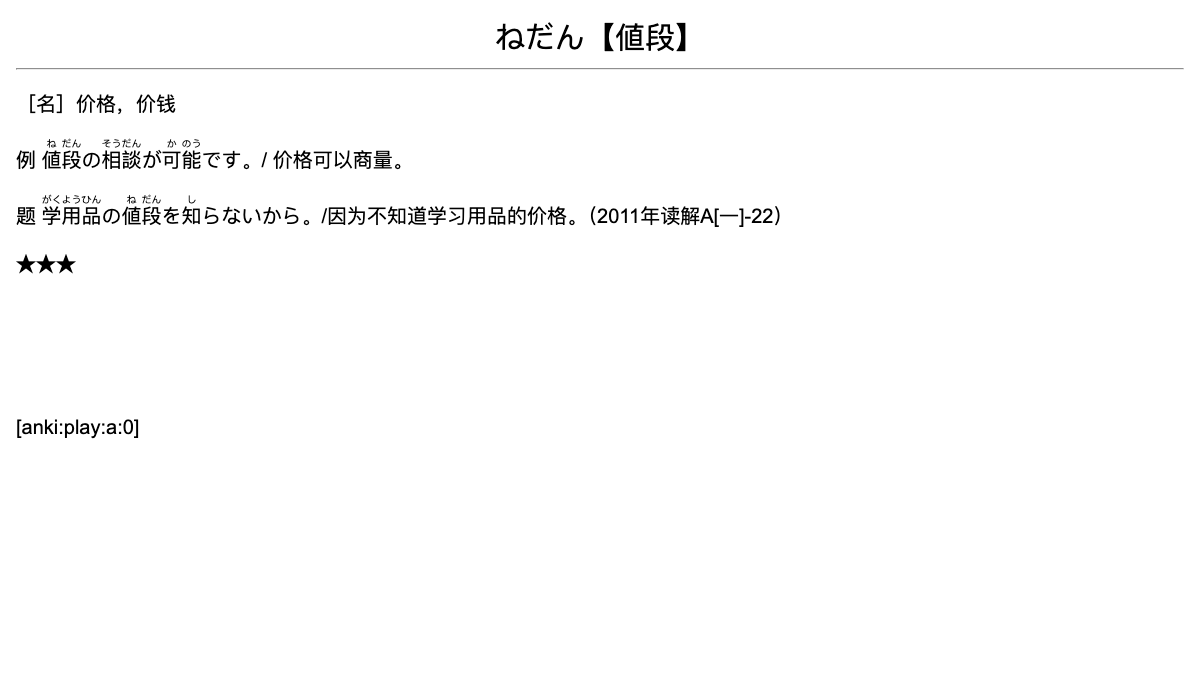 ねだん【値段】
［名］价格，价钱
ねだん そうだん かのう
例 値段の相談が可能です。/ 价格可以商量。
がくようひん ねだん し
题 学用品の値段を知らないから。/因为不知道学习用品的价格。（2011年读解A[一]-22）
★★★
[anki:play:a:0]